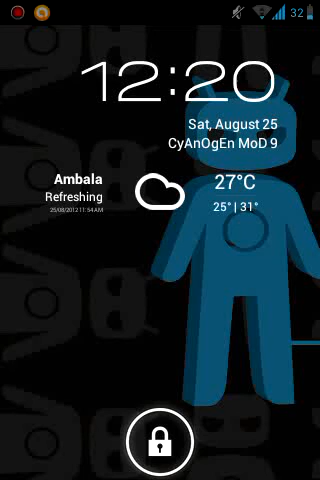 32
12:20
Sat, August 25
CyAnOgEn MoD 9
Ambala
Refreshing
25/08/2012 11:54 AM
27°C
25° | 31°